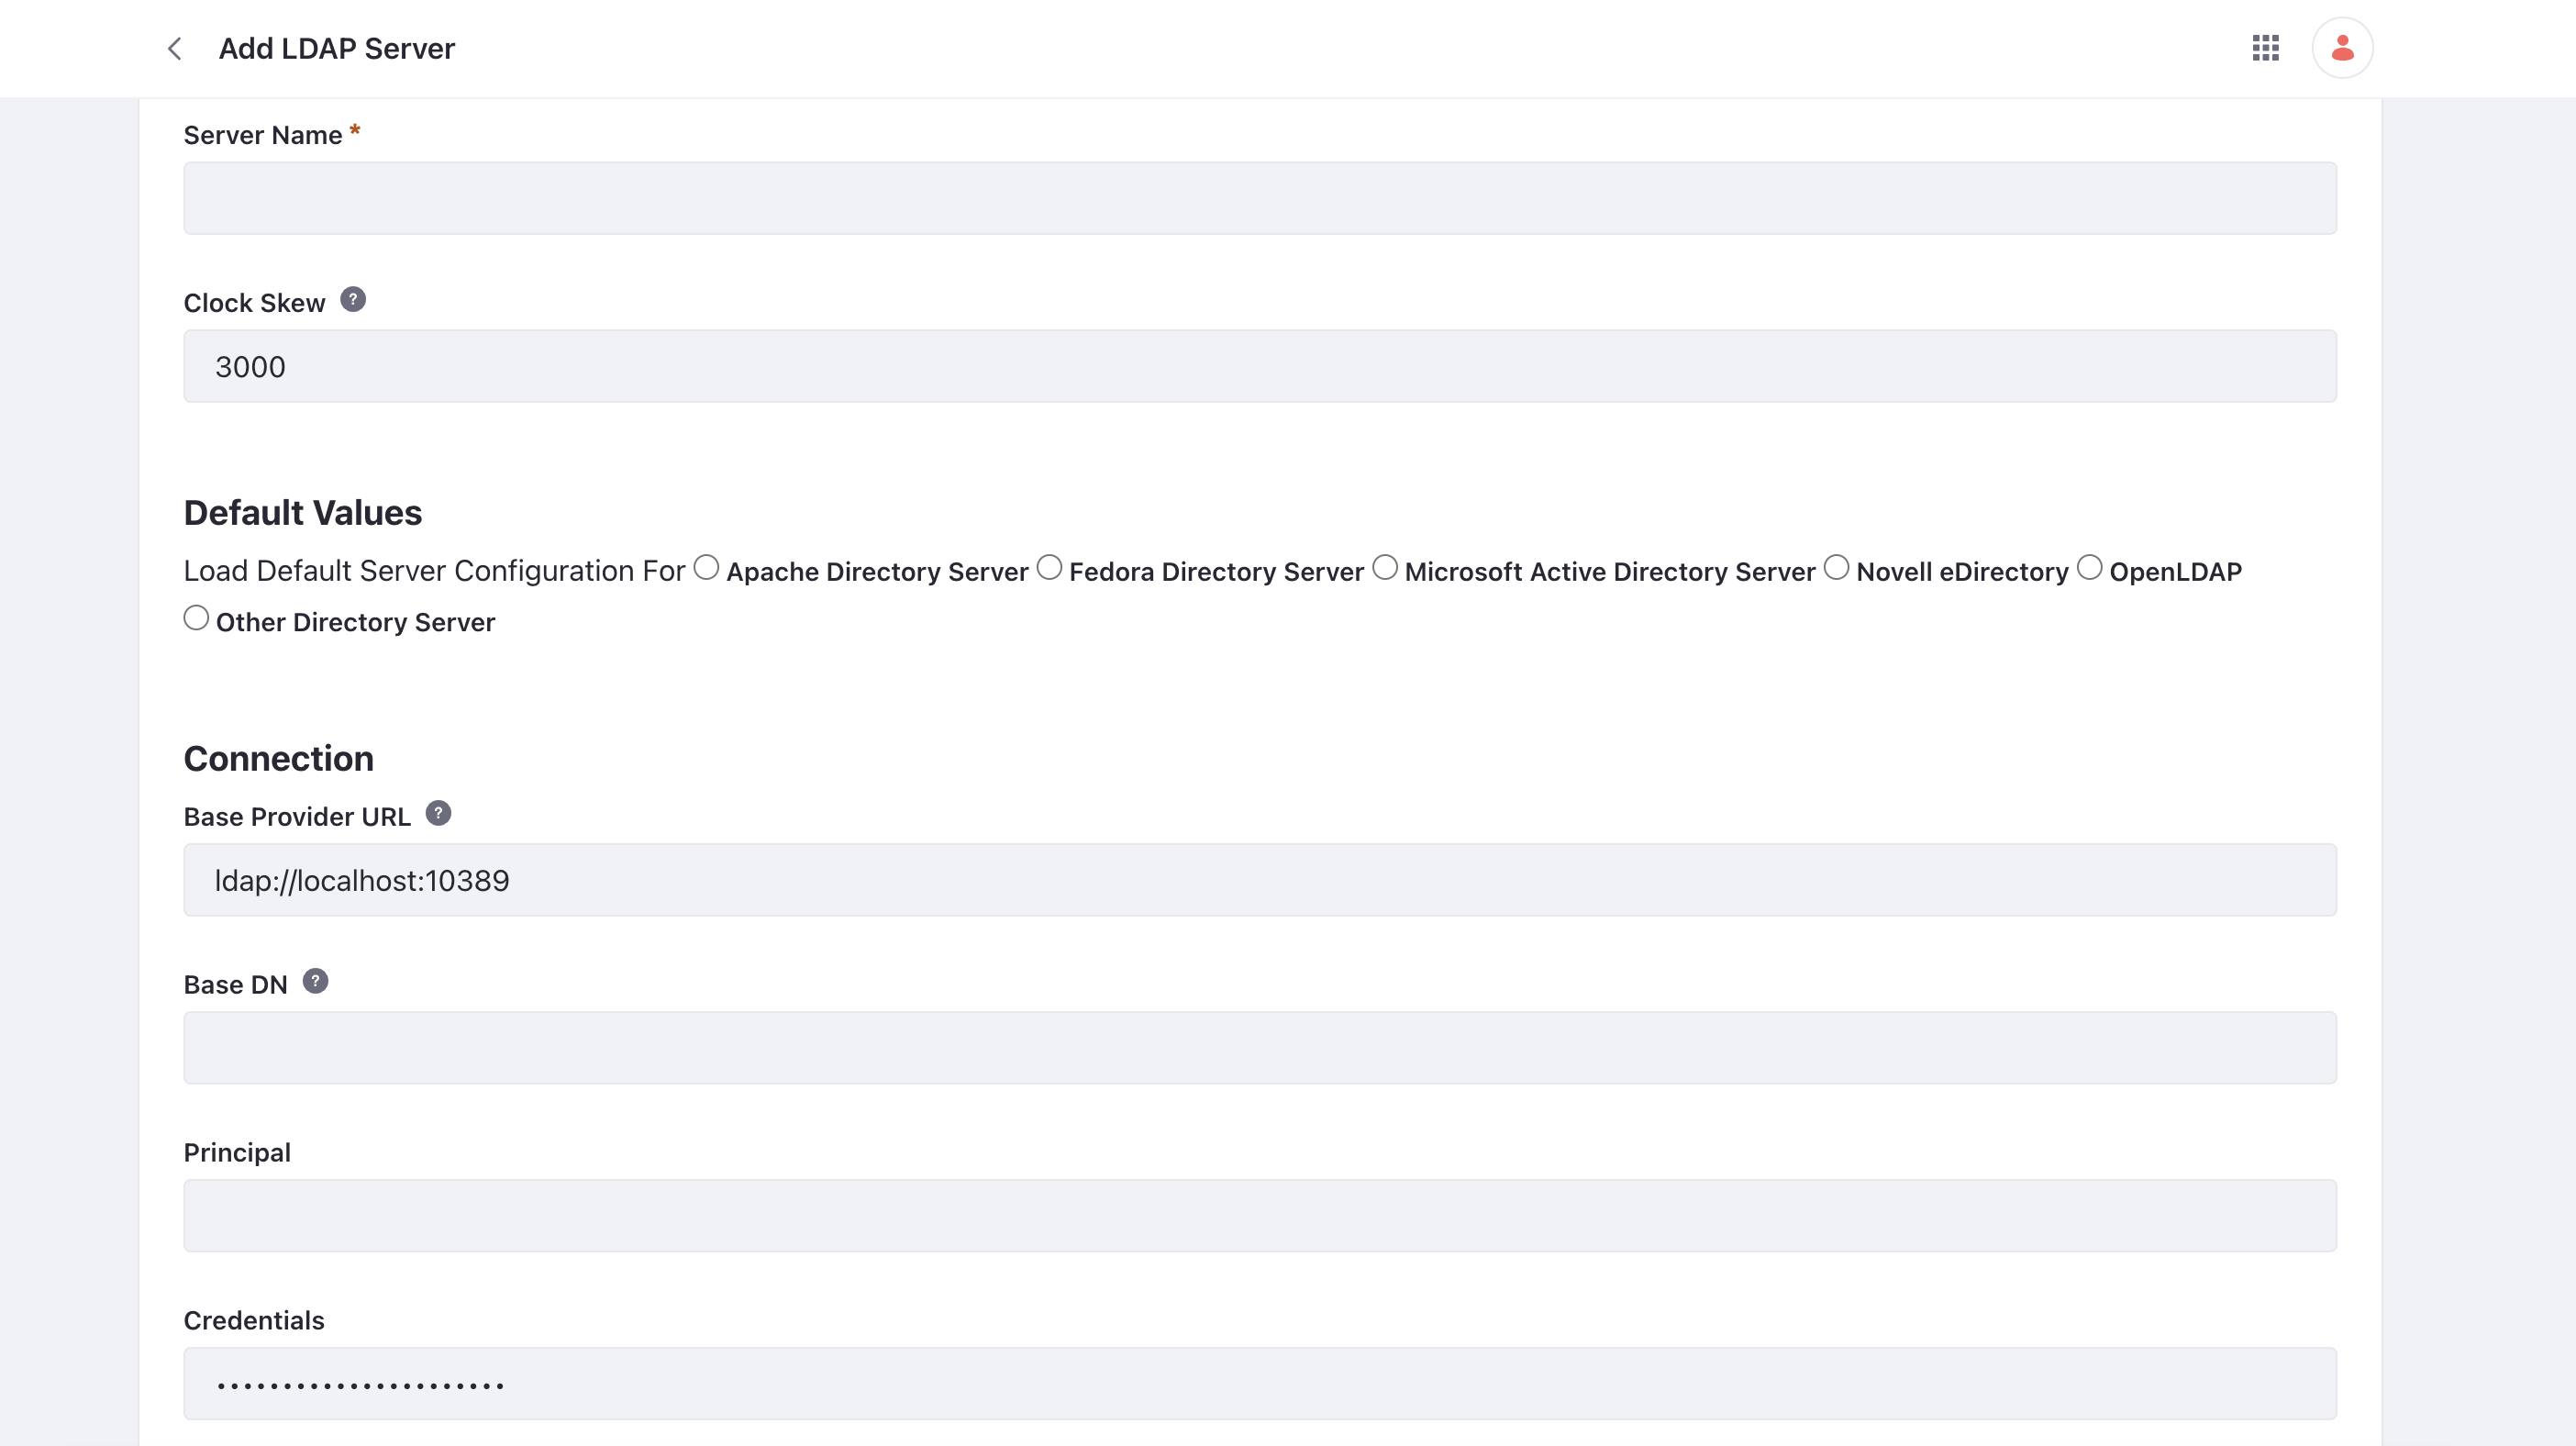 Add LDAP Server
Server Name *
Clock Skew ?
3000
Default Values
Load Default Server Configuration For Apache Directory Server Fedora Directory Server Microsoft Active Directory Server Novell eDirectory OpenLDAP
Other Directory Server
Connection
Base Provider URL ?
ldap://localhost:10389
Base DN ?
Principal
Credentials